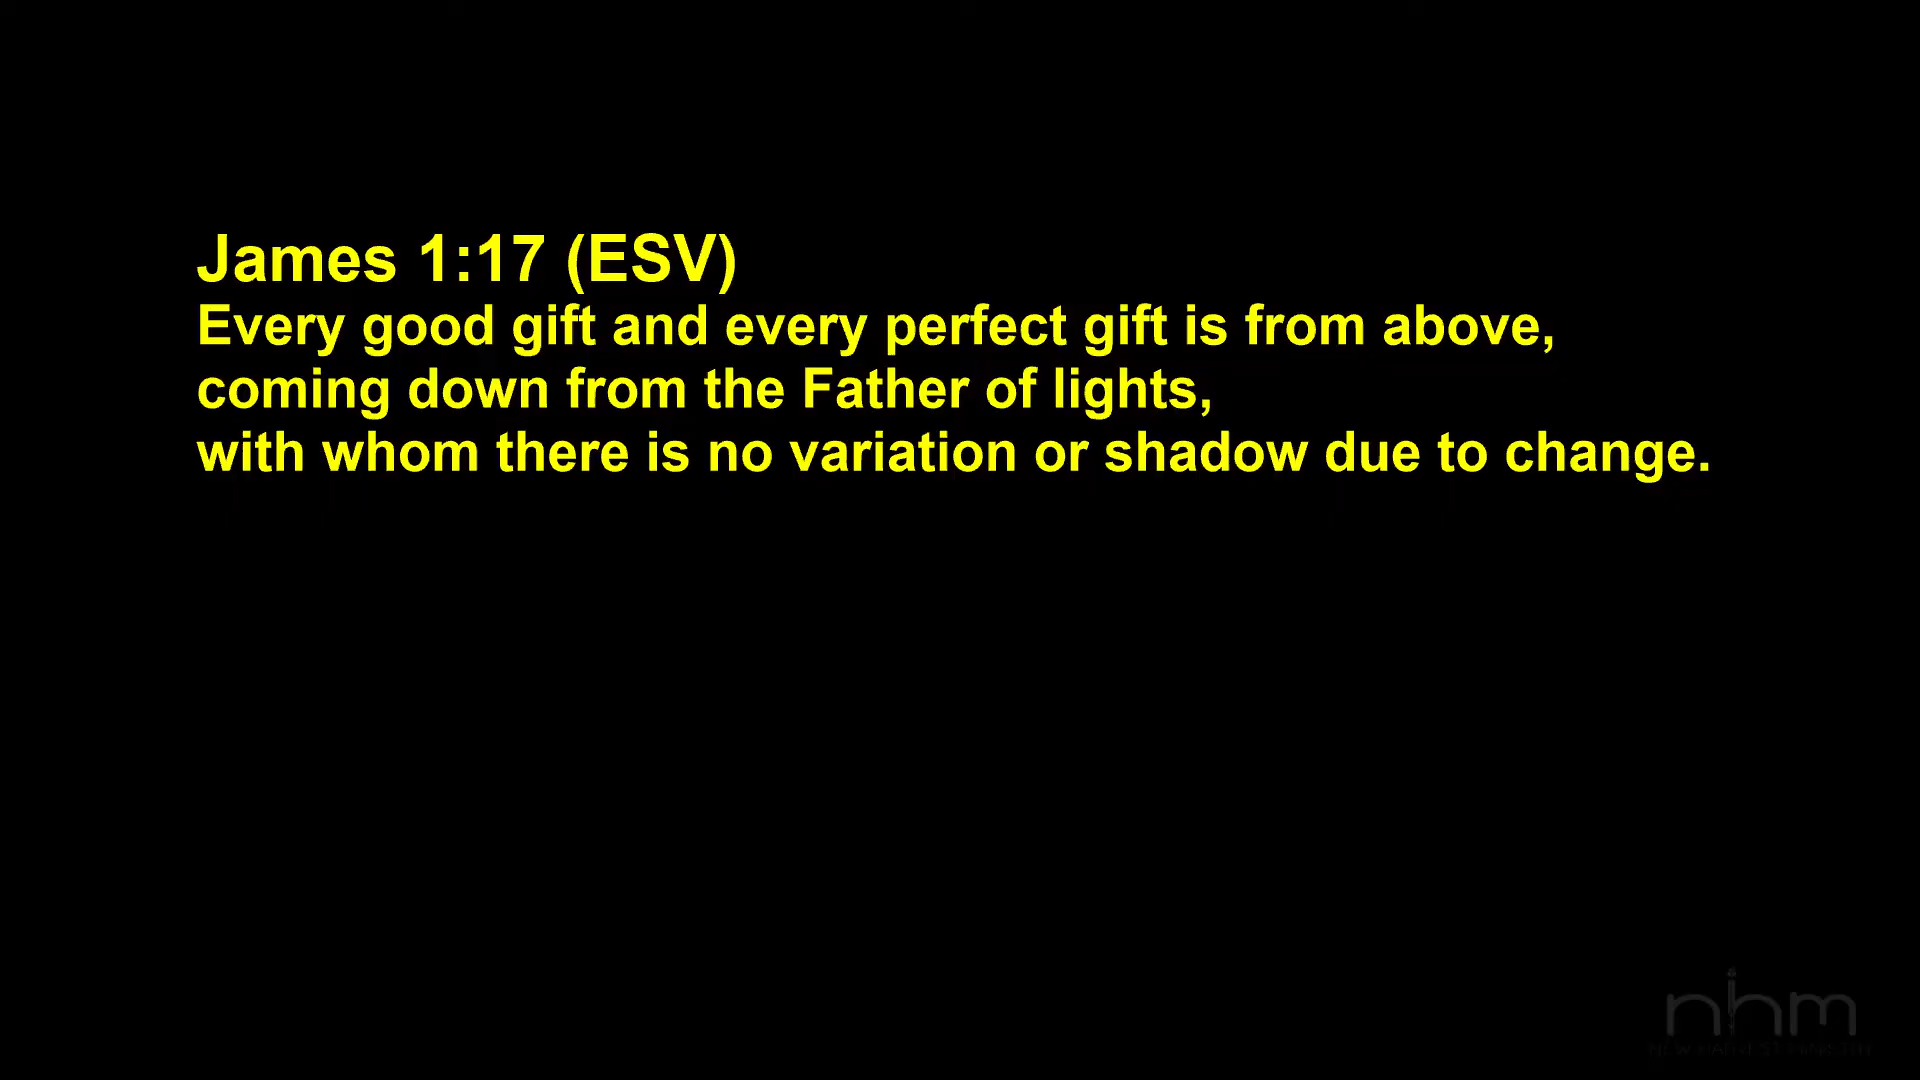 James 1:17 (ESV)
Every good gift and every perfect gift is from above,
coming down from the Father of lights,
with whom there is no variation or shadow due to change.
nhm